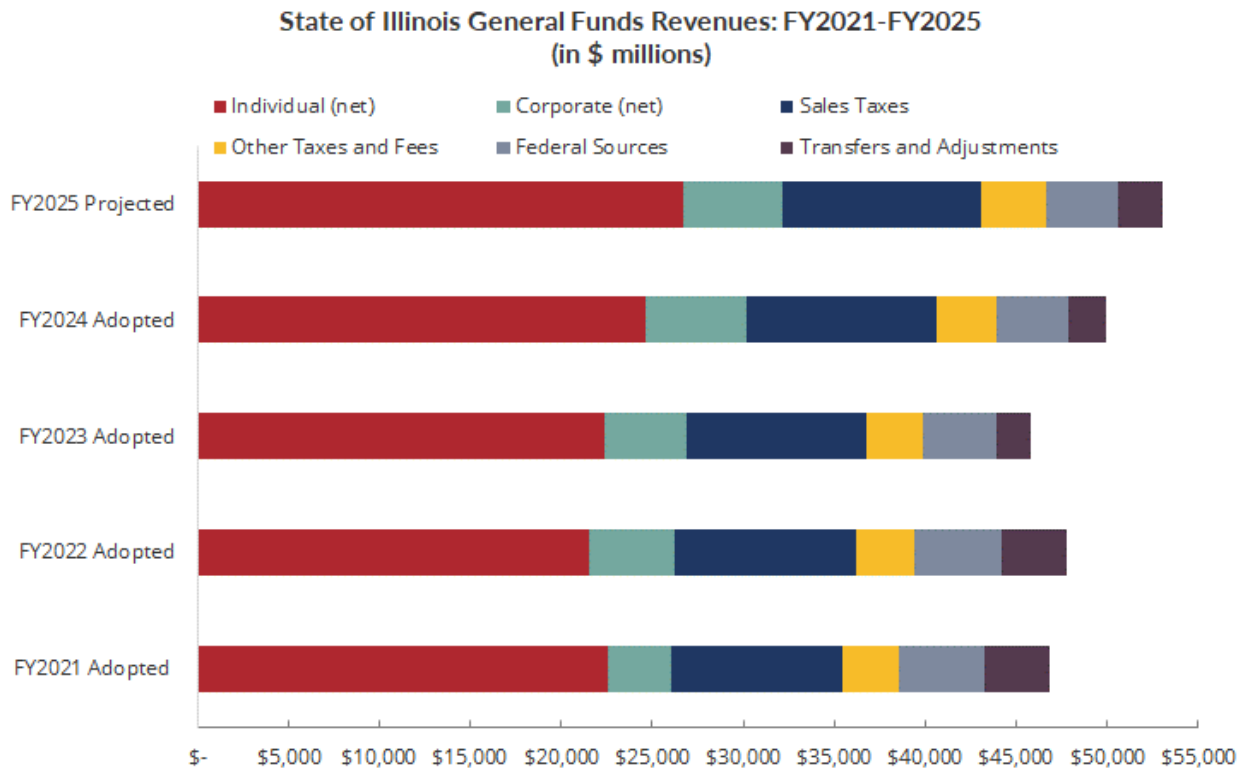 State of Illinois General Funds Revenues: FY2021-FY2025
(in $ millions)
Individual (net) Corporate (net) Sales Taxes
Other Taxes and Fees Federal Sources Transfers and Adjustments
FY2025 Projected
FY2024 Adopted
FY2023 Adopted
FY2022 Adopted
FY2021 Adopted
$- $5,000 $10,000 $15,000 $20,000 $25,000 $30,000 $35,000 $40,000 $45,000 $50,000 $55,000